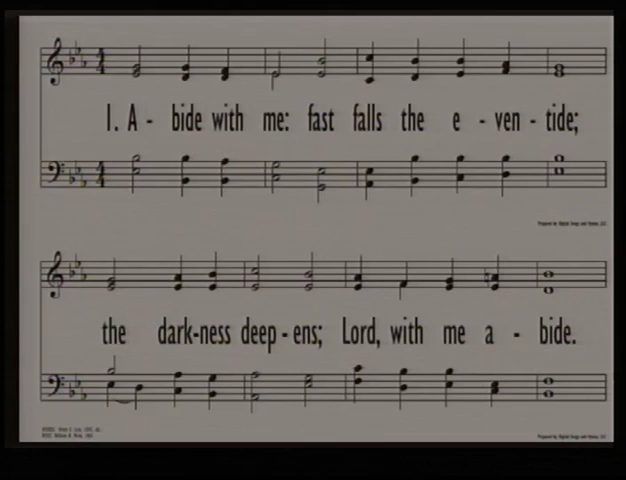 1. A - bide with me: fast falls the e - ven - tide;
the dark-ness deep - ens; Lord, with me a - bide.